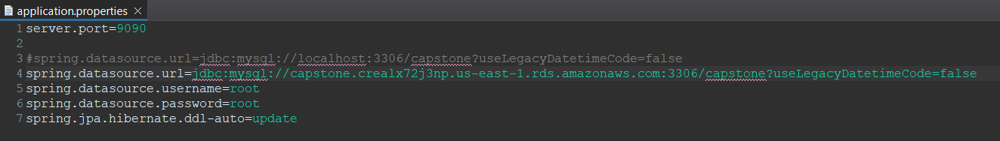 application.properties
1 server.port=9090
2
3 #spring.datasource.url=jdbc:mysql://localhost:3306/capstone?useLegacyDatetimeCode=false
4 spring.datasource.url=jdbc:mysql://capstone.crealx72j3np.us-east-1.rds.amazonaws.com:3306/capstone?useLegacyDatetimeCode=false
5 spring.datasource.username=root
6 spring.datasource.password=root
7 spring.jpa.hibernate.ddl-auto=update